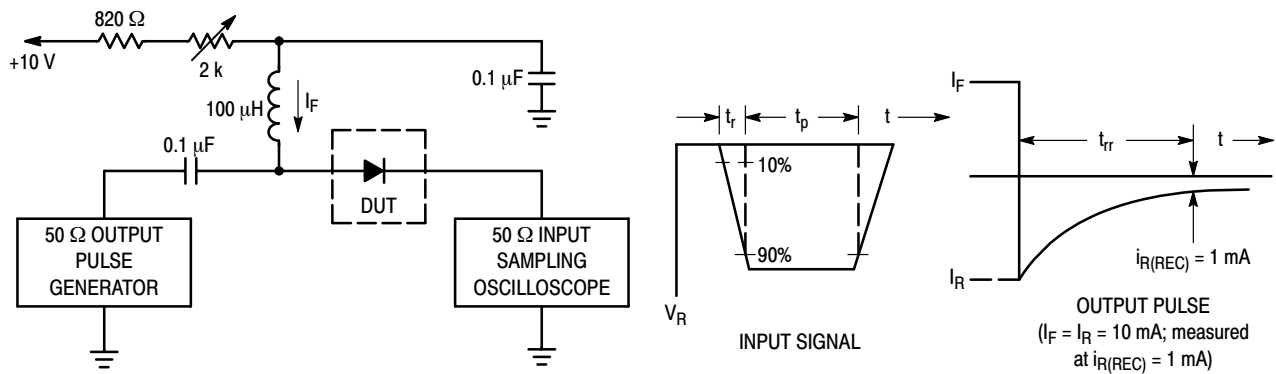 820 Ω
+10 V
2 k
100 μH
I_F
0.1 μF
0.1 μF
DUT
50 Ω OUTPUT
PULSE
GENERATOR
50 Ω INPUT
SAMPLING
OSCILLOSCOPE
t_r
t_p
t
10%
90%
V_R
INPUT SIGNAL
I_F
t_rr
t
i_R(REC) = 1 mA
I_R
OUTPUT PULSE
(I_F = I_R = 10 mA; measured
at i_R(REC) = 1 mA)